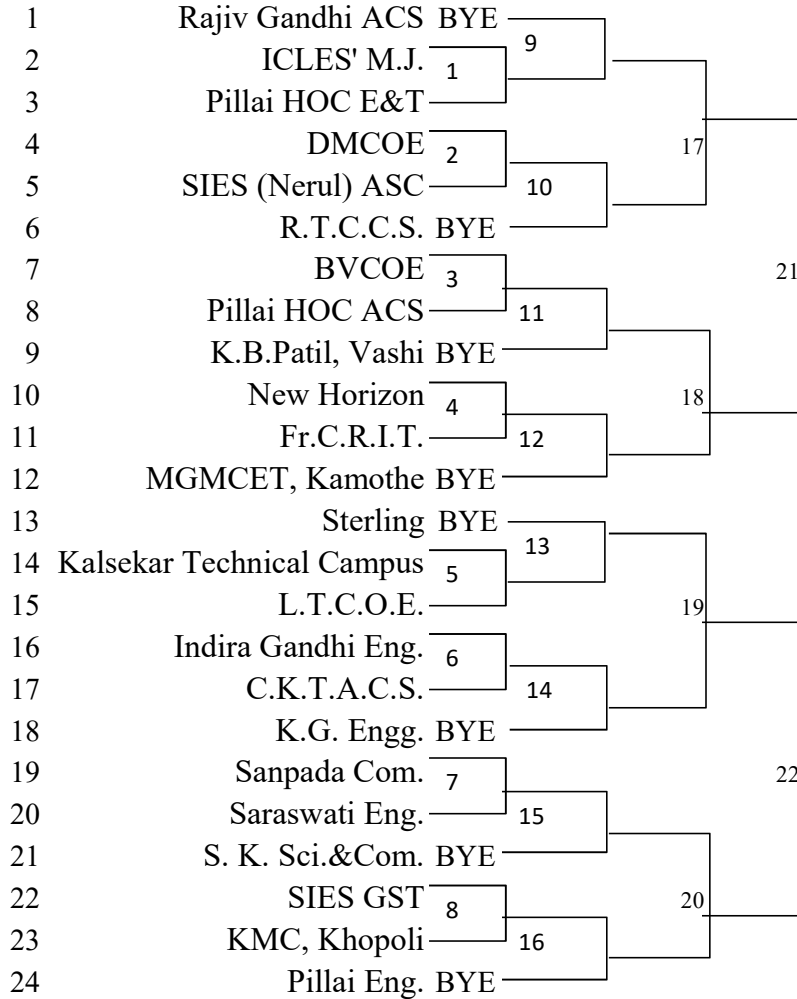 1 Rajiv Gandhi ACS BYE
9
2 ICLES' M.J.
1
3 Pillai HOC E&T
4 DMCOE
2
17
5 SIES (Nerul) ASC
10
6 R.T.C.C.S. BYE
7 BVCOE
3
21
8 Pillai HOC ACS
11
9 K.B.Patil, Vashi BYE
10 New Horizon
4
18
11 Fr.C.R.I.T.
12
12 MGMCET, Kamothe BYE
13 Sterling BYE
13
14 Kalsekar Technical Campus
5
15 L.T.C.O.E.
19
16 Indira Gandhi Eng.
6
17 C.K.T.A.C.S.
14
18 K.G. Engg. BYE
19 Sanpada Com.
7
22
20 Saraswati Eng.
15
21 S. K. Sci.&Com. BYE
22 SIES GST
8
20
23 KMC, Khopoli
16
24 Pillai Eng. BYE